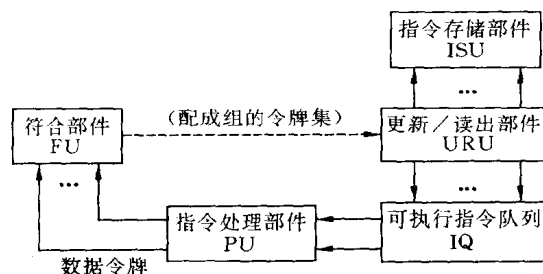 指令存储部件
ISU
...
(配成组的令牌集)
符合部件
FU
更新／读出部件
URU
...
...
指令处理部件
PU
可执行指令队列
IQ
数据令牌